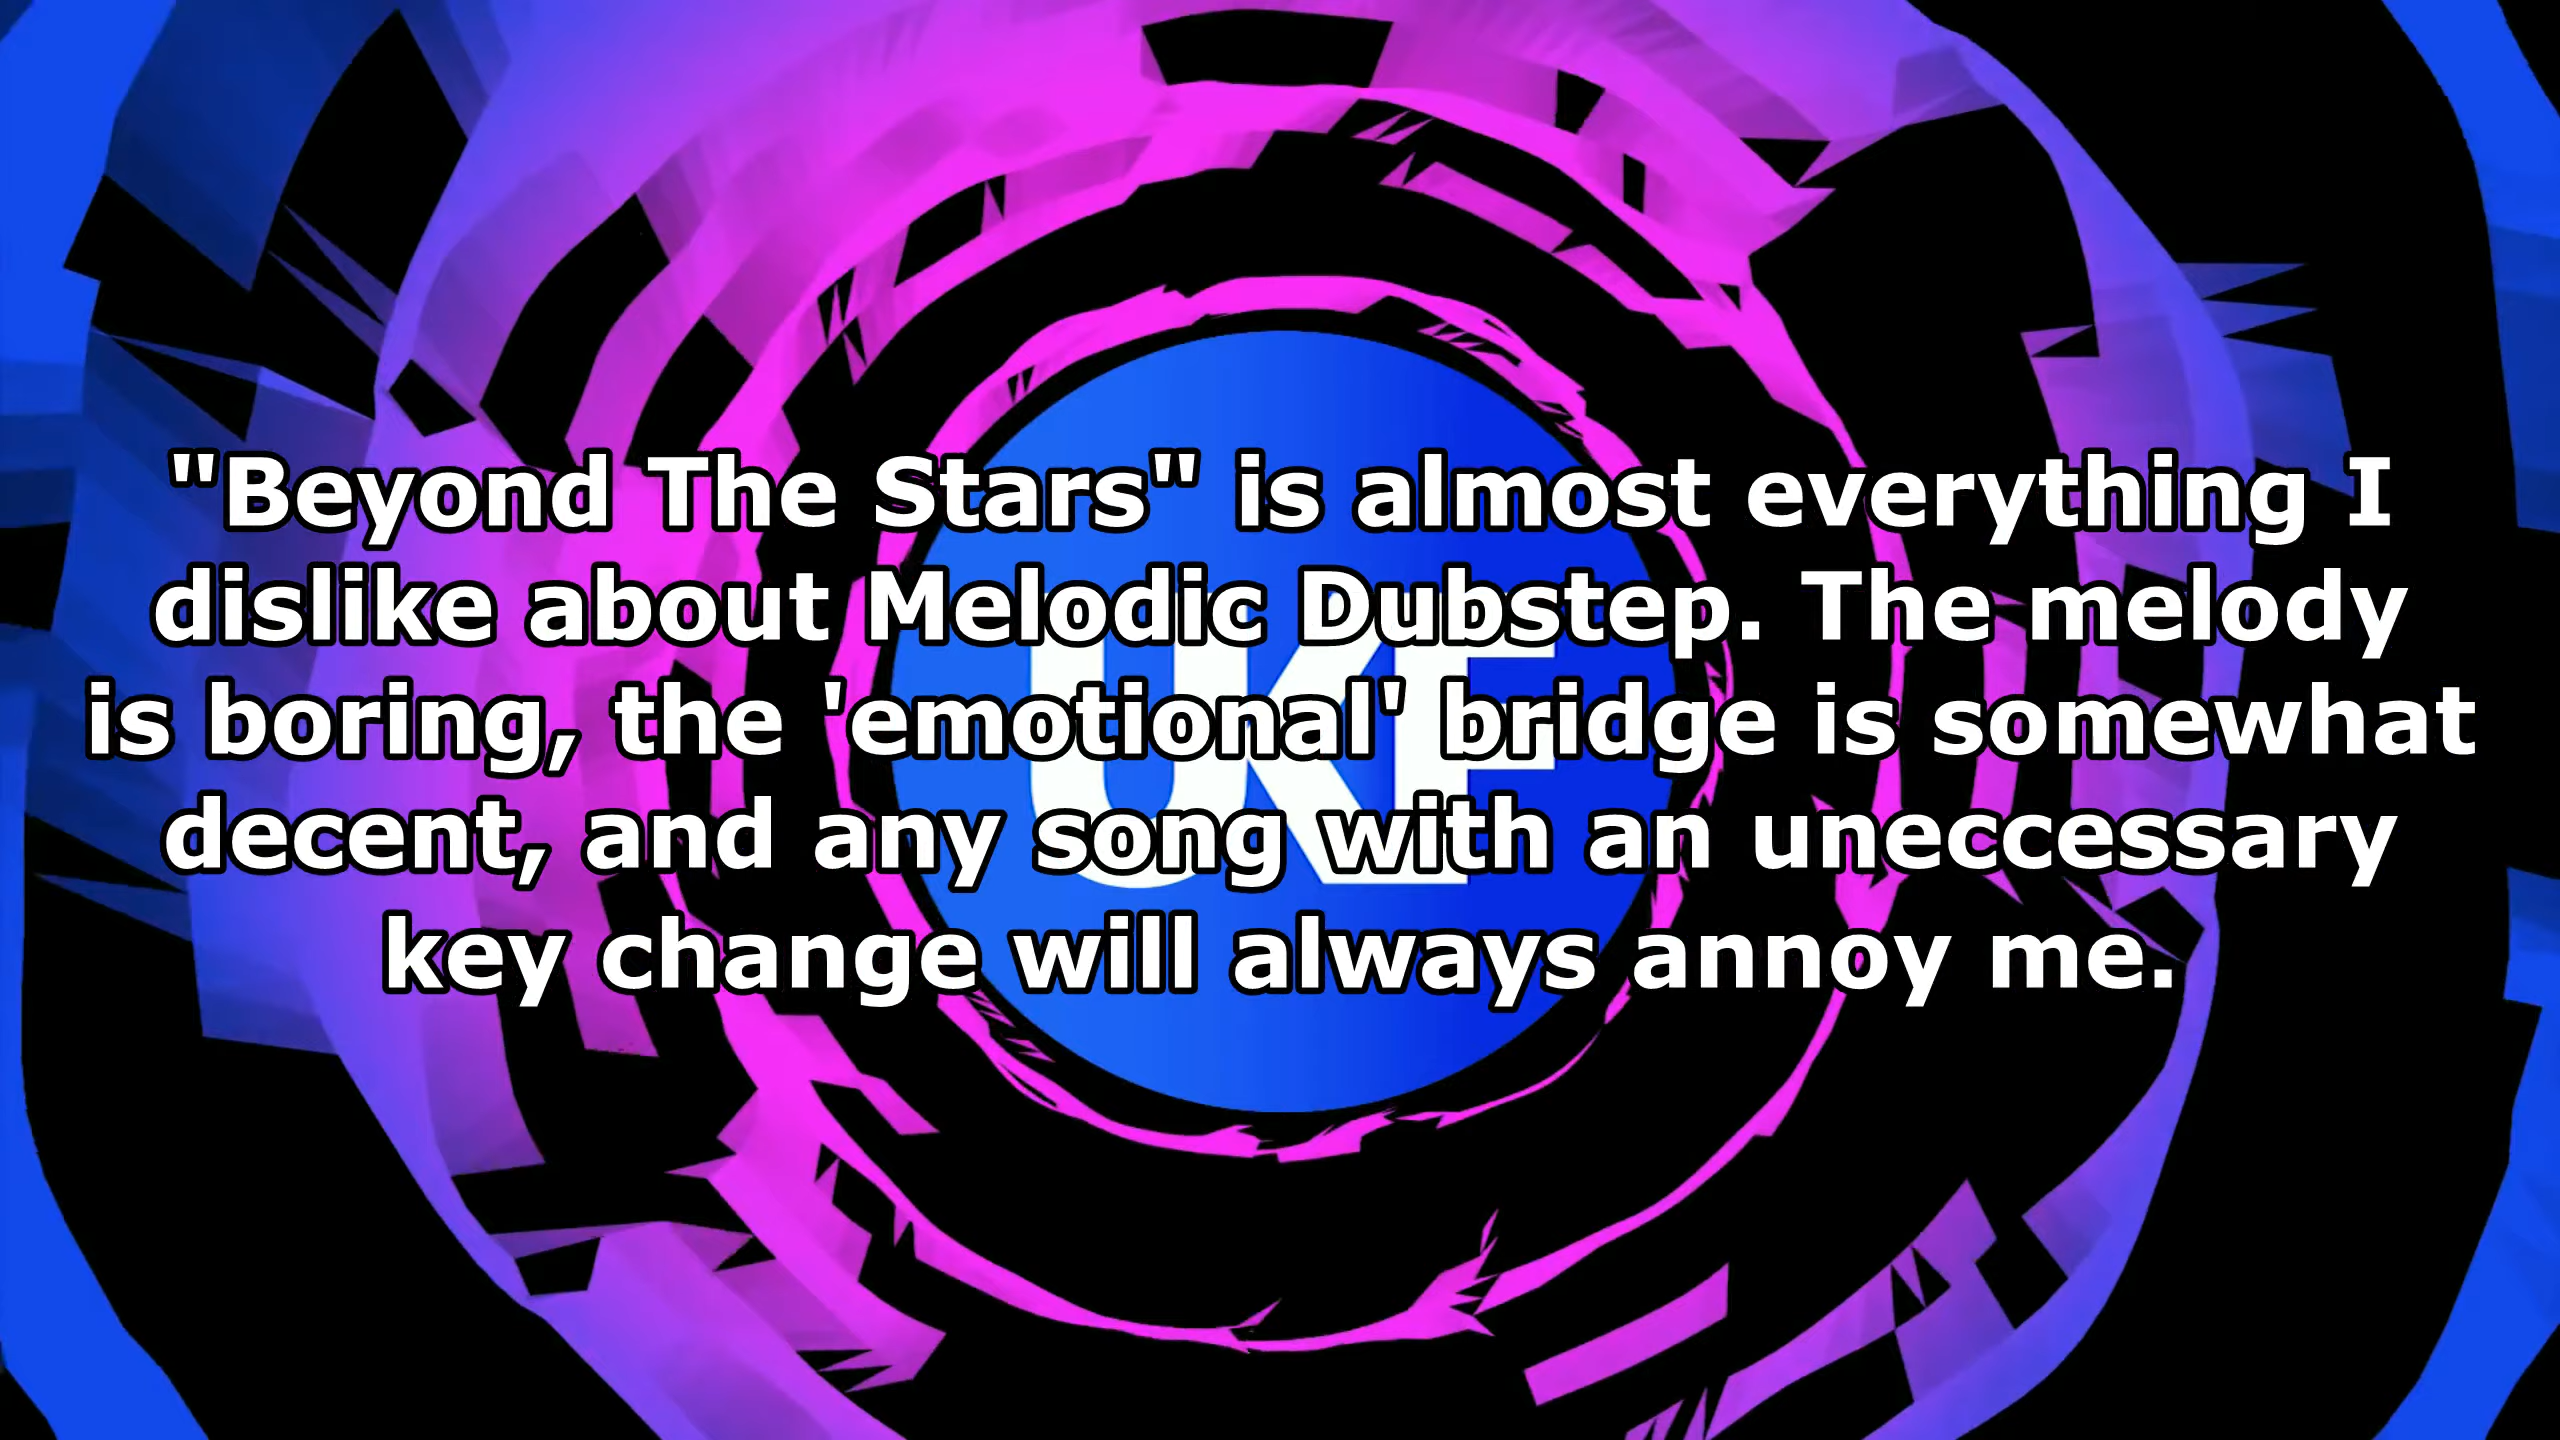 "Beyond The Stars" is almost everything I
dislike about Melodic Dubstep. The melody
is boring, the 'emotional' bridge is somewhat
decent, and any song with an uneccessary
key change will always annoy me.
UKF